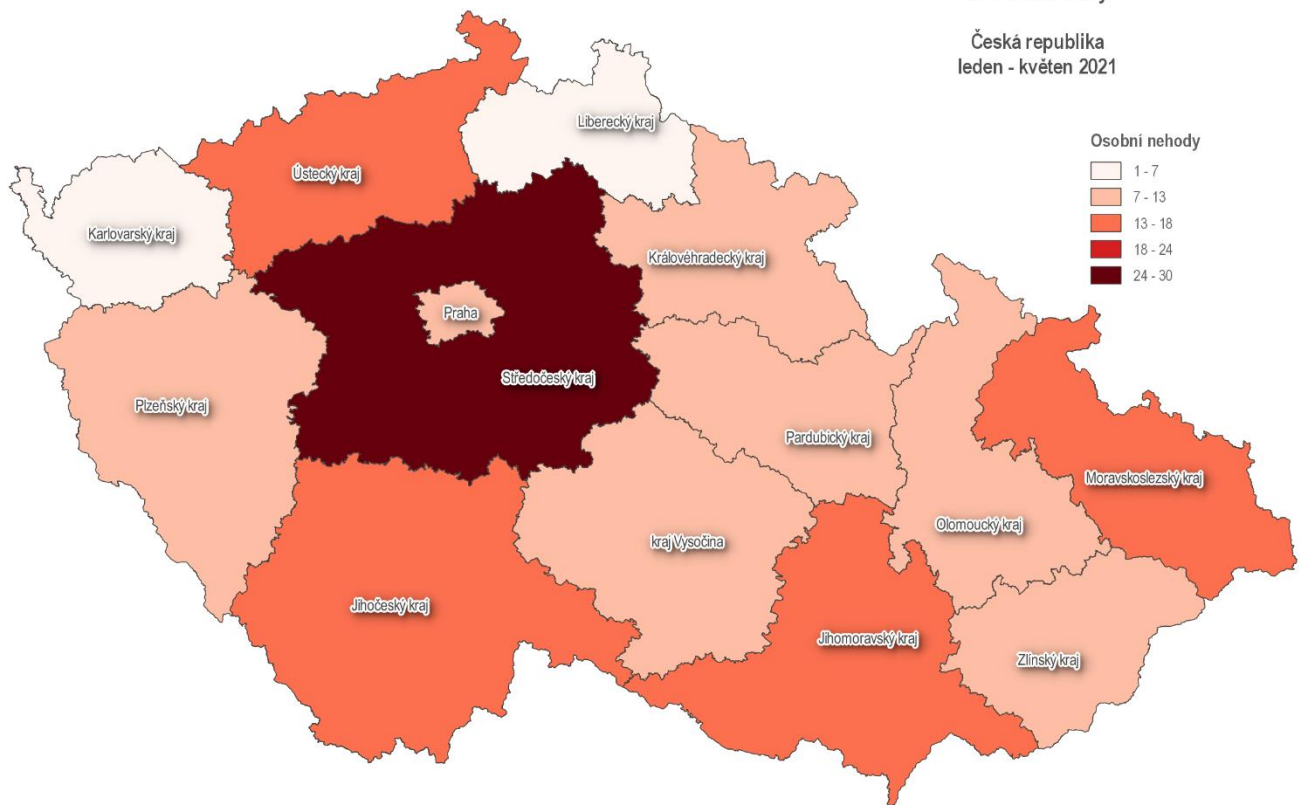 Česká republika
leden - květen 2021
Osobní nehody
1 - 7
7 - 13
13 - 18
18 - 24
24 - 30
Liberecký kraj
Ústecký kraj
Karlovarský kraj
Královéhradecký kraj
Praha
Středočeský kraj
Plzeňský kraj
Pardubický kraj
Moravskoslezský kraj
Olomoucký kraj
kraj Vysočina
Jihočeský kraj
Jihomoravský kraj
Zlínský kraj